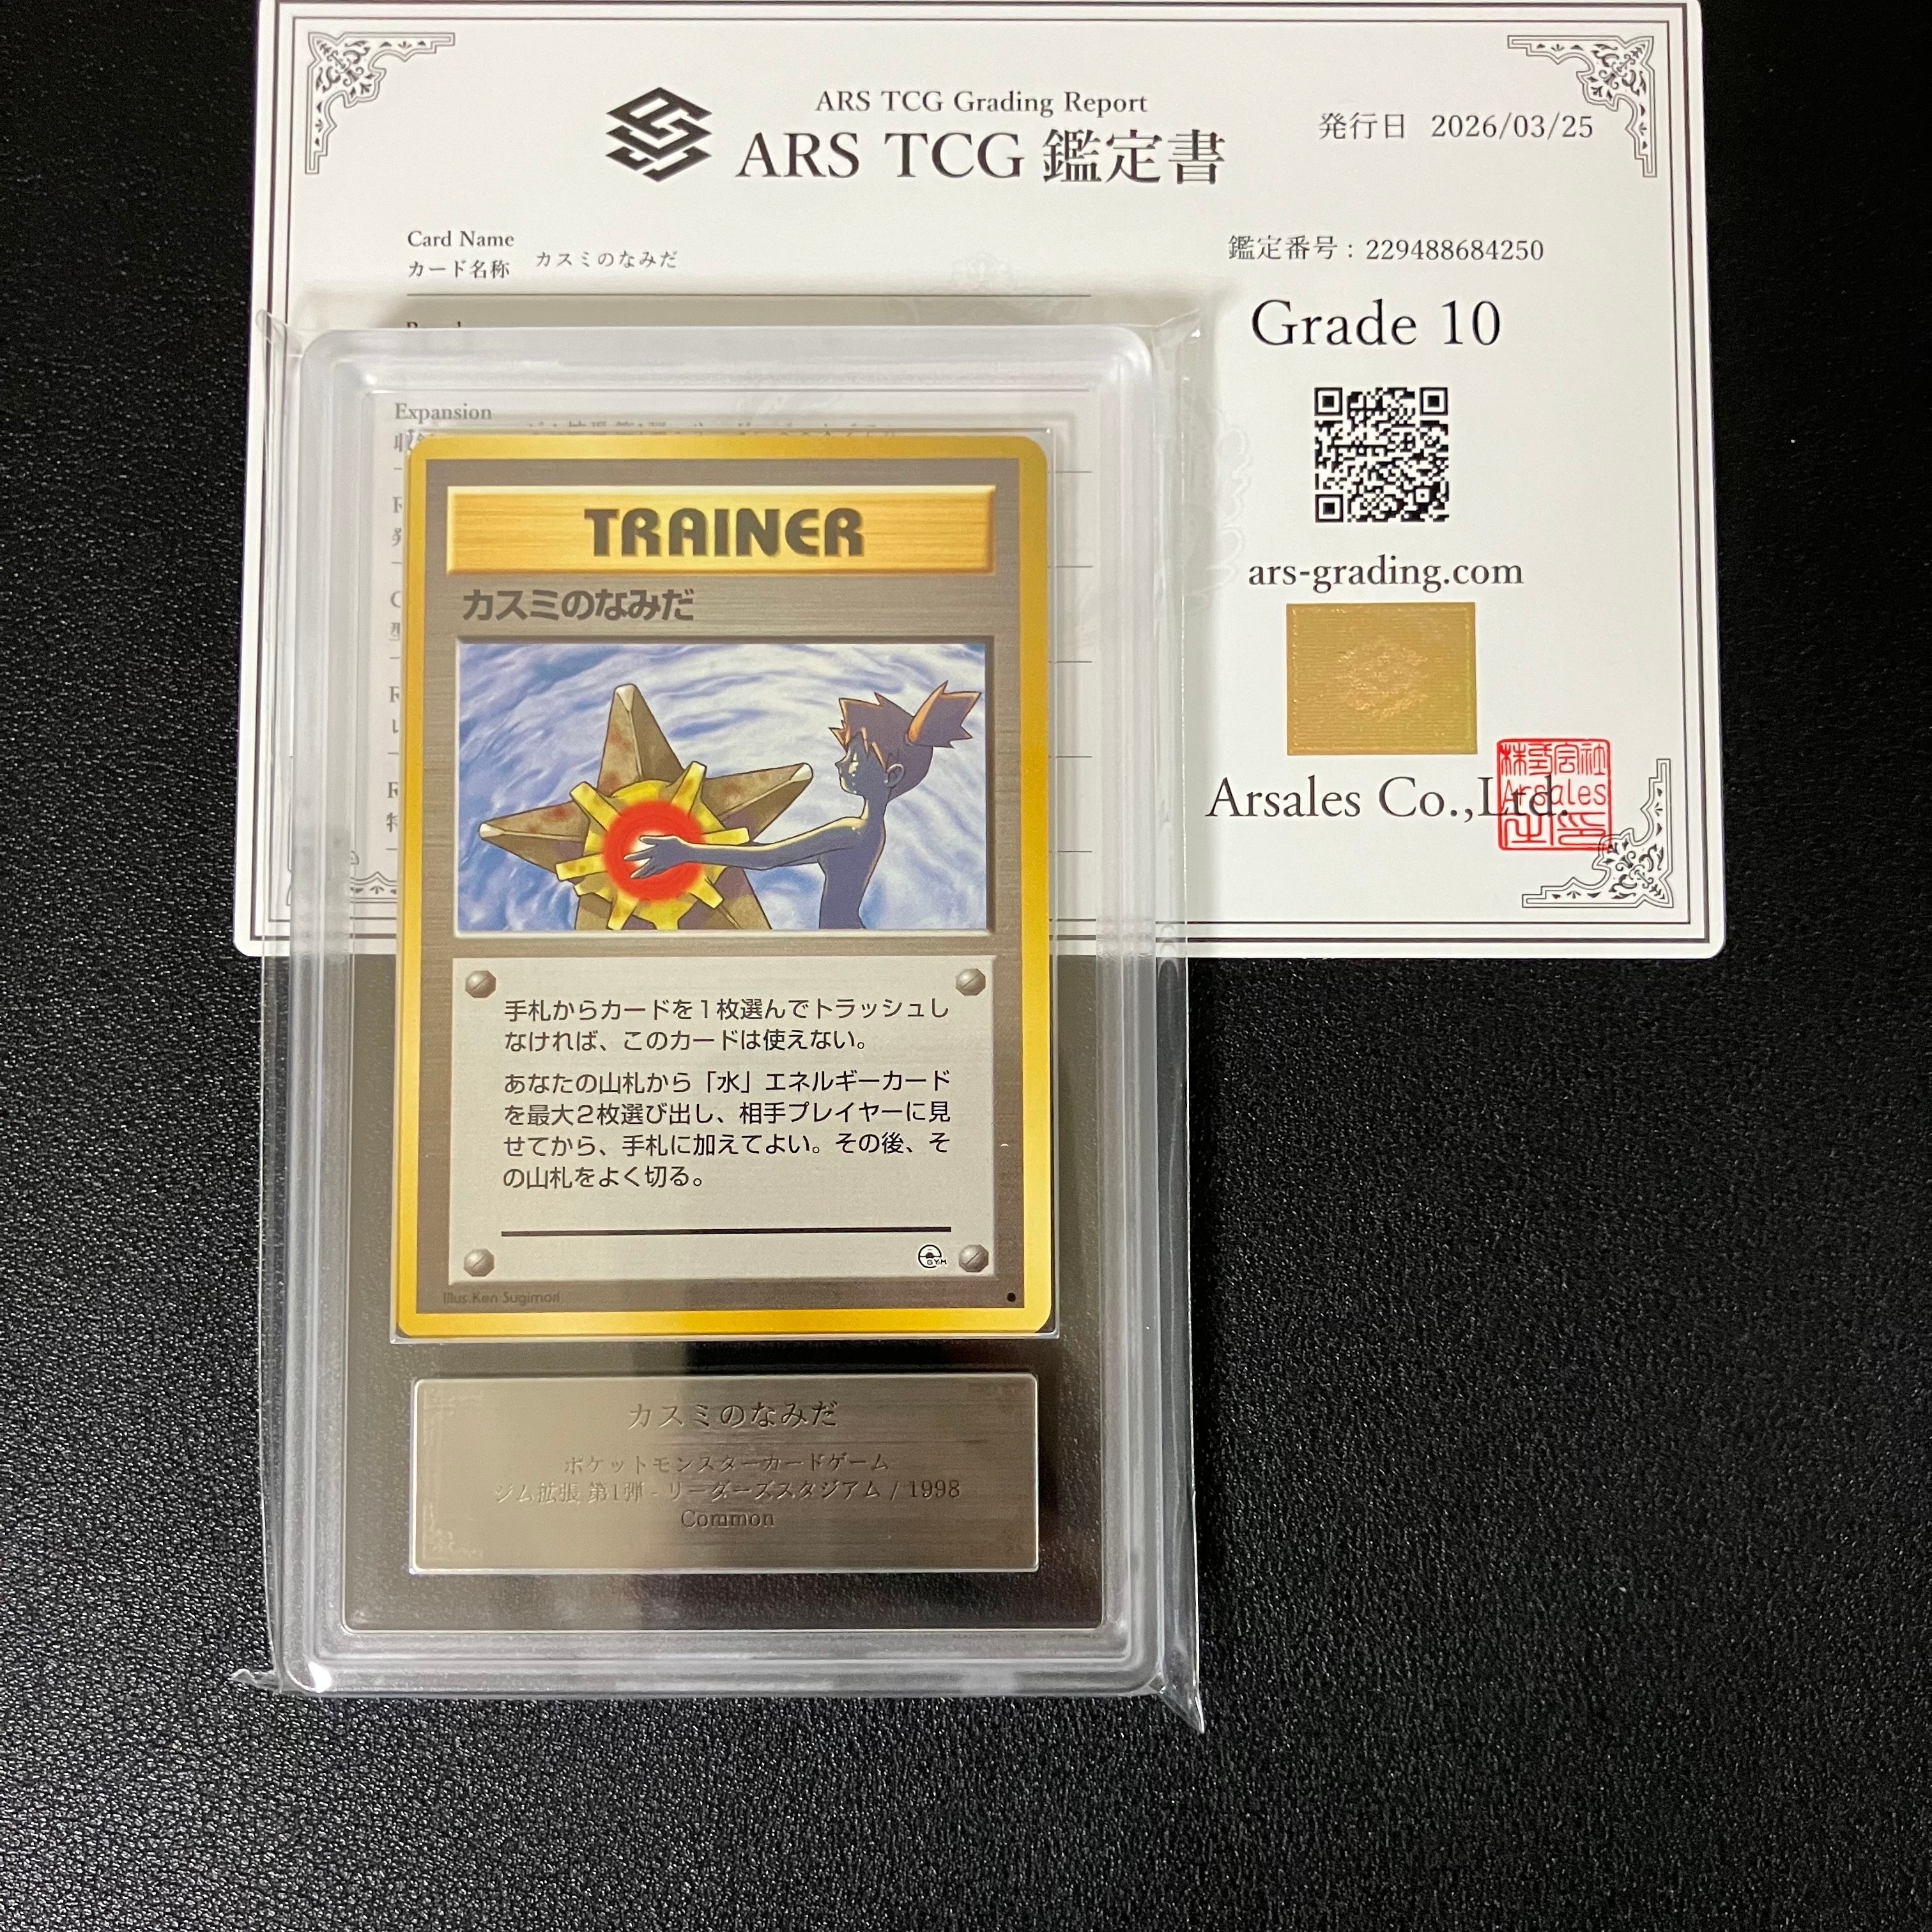 ARS TCG Grading Report
ARS TCG 鑑定書
発行日 2026/03/25
Card Name
カード名称 カスミのなみだ
鑑定番号：229488684250
Grade 10
ars-grading.com
Arsales Co.,Ltd.
株式会社
Arsales
Expansion
TRAINER
カスミのなみだ
手札からカードを1枚選んでトラッシュし
なければ、このカードは使えない。
あなたの山札から「水」エネルギーカード
を最大2枚選び出し、相手プレイヤーに見
せてから、手札に加えてよい。その後、そ
の山札をよく切る。
GYM
Illus.Ken Sugimori
カスミのなみだ
ポケットモンスターカードゲーム
ジム拡張 第1弾 - リーダーズスタジアム / 1998
Common